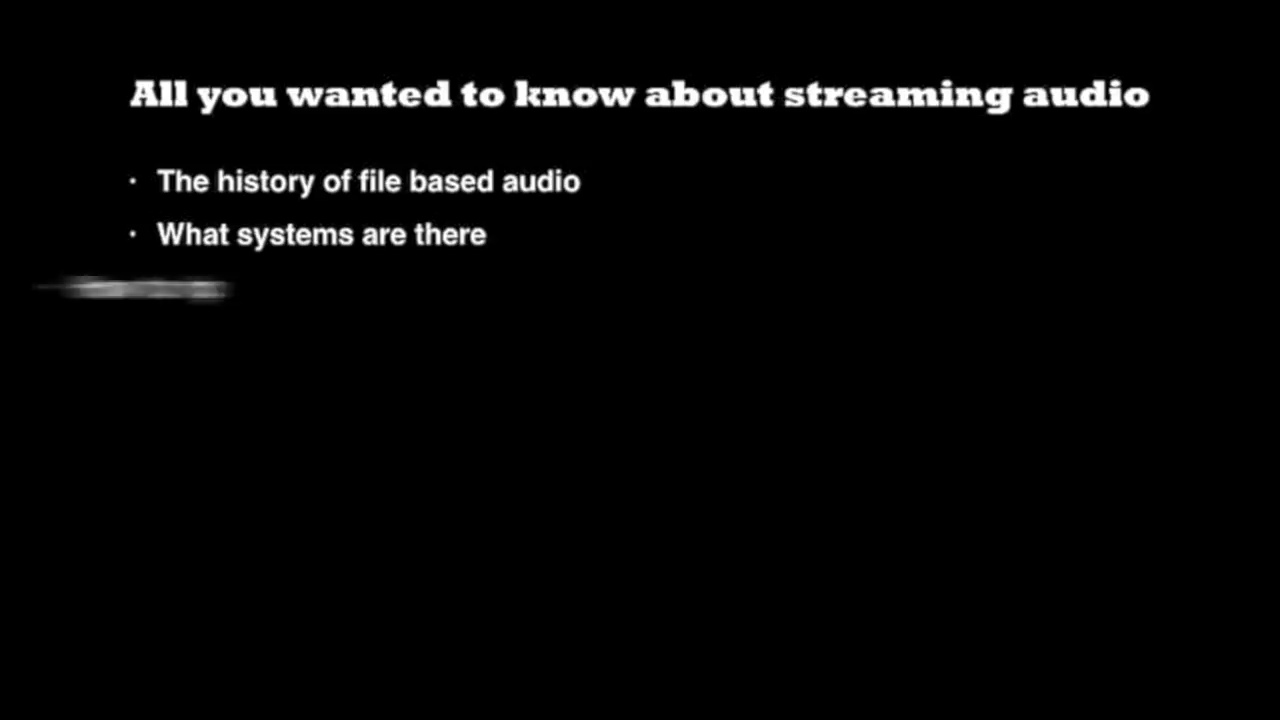 All you wanted to know about streaming audio
· The history of file based audio
· What systems are there